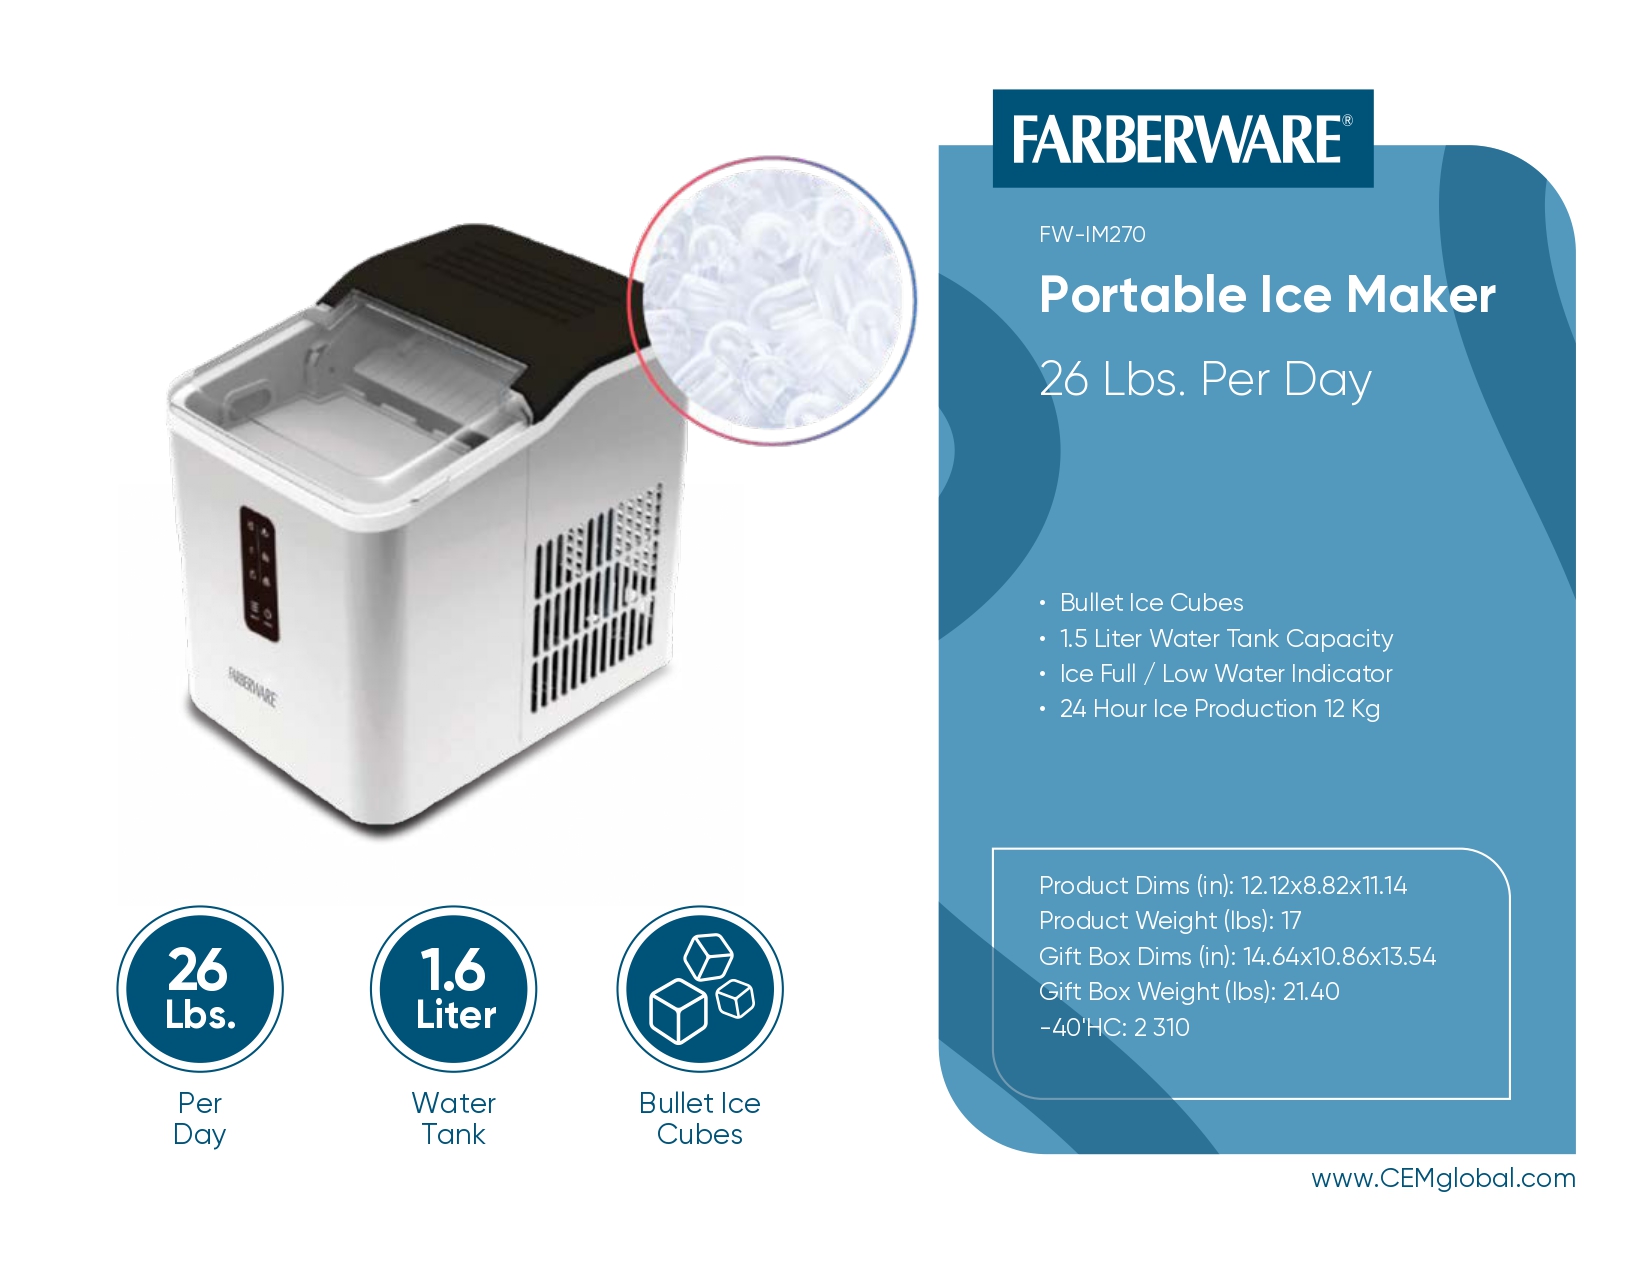 FARBERWARE®
FW-IM270
Portable Ice Maker
26 Lbs. Per Day
• Bullet Ice Cubes
• 1.5 Liter Water Tank Capacity
• Ice Full / Low Water Indicator
• 24 Hour Ice Production 12 Kg
Product Dims (in): 12.12x8.82x11.14
Product Weight (lbs): 17
Gift Box Dims (in): 14.64x10.86x13.54
Gift Box Weight (lbs): 21.40
-40'HC: 2 310
FARBERWARE
26
Lbs.
Per
Day
1.6
Liter
Water
Tank
Bullet Ice
Cubes
www.CEMglobal.com